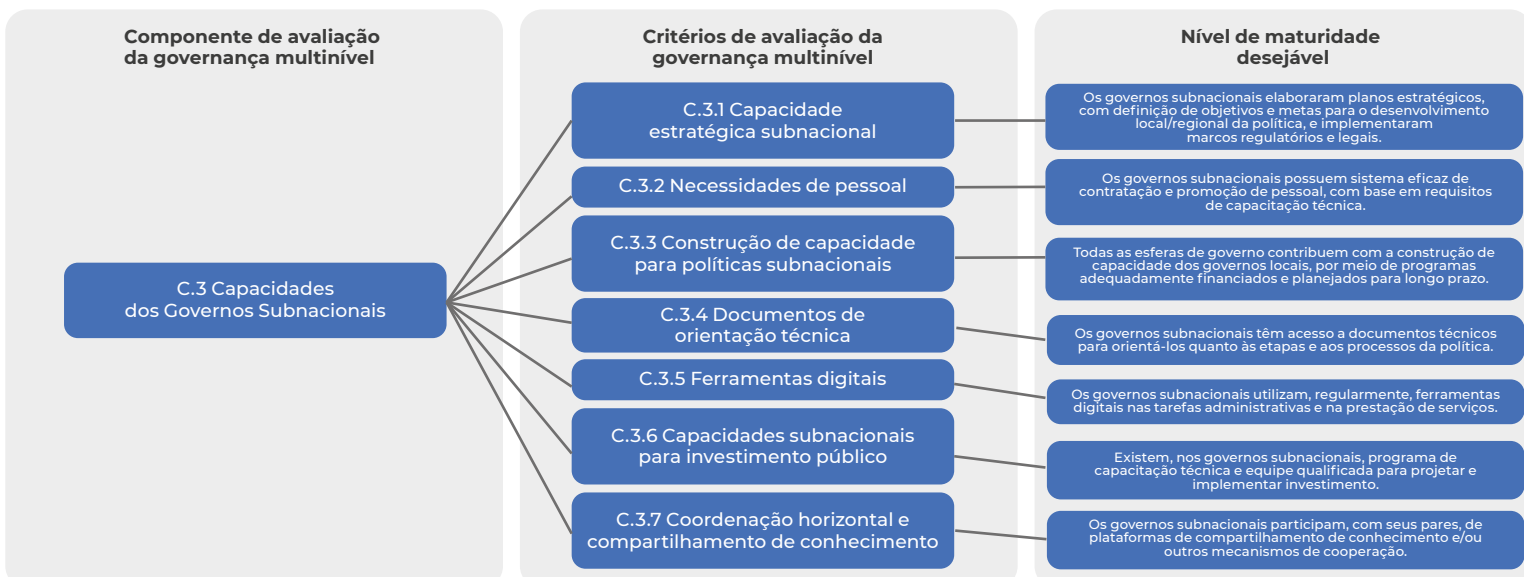 Componente de avaliação
da governança multinível
C.3 Capacidades
dos Governos Subnacionais
Critérios de avaliação da
governança multinível
C.3.1 Capacidade
estratégica subnacional
C.3.2 Necessidades de pessoal
C.3.3 Construção de capacidade
para políticas subnacionais
C.3.4 Documentos de
orientação técnica
C.3.5 Ferramentas digitais
C.3.6 Capacidades subnacionais
para investimento público
C.3.7 Coordenação horizontal e
compartilhamento de conhecimento
Nível de maturidade
desejável
Os governos subnacionais elaboraram planos estratégicos,
com definição de objetivos e metas para o desenvolvimento
local/regional da política, e implementaram
marcos regulatórios e legais.
Os governos subnacionais possuem sistema eficaz de
contratação e promoção de pessoal, com base em requisitos
de capacitação técnica.
Todas as esferas de governo contribuem com a construção de
capacidade dos governos locais, por meio de programas
adequadamente financiados e planejados para longo prazo.
Os governos subnacionais têm acesso a documentos técnicos
para orientá-los quanto às etapas e aos processos da política.
Os governos subnacionais utilizam, regularmente, ferramentas
digitais nas tarefas administrativas e na prestação de serviços.
Existem, nos governos subnacionais, programa de
capacitação técnica e equipe qualificada para projetar e
implementar investimento.
Os governos subnacionais participam, com seus pares, de
plataformas de compartilhamento de conhecimento e/ou
outros mecanismos de cooperação.